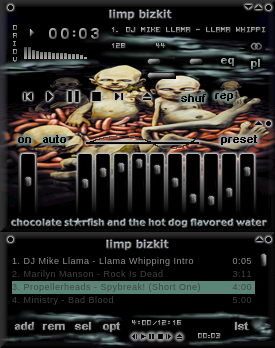 limp bizkit
OAIDV
00:03
1. DJ MIKE LLAMA - LLAMA WHIPPI
128 44
eq pl
shuf rep
on auto preset
chocolate st★rfish and the hot dog flavored water
limp bizkit
1. DJ Mike Llama - Llama Whipping Intro 0:05
2. Marilyn Manson - Rock Is Dead 3:11
3. Propellerheads - Spybreak! (Short One) 4:00
4. Ministry - Bad Blood 5:00
add rem sel opt 4:00/12:16 lst
00:03